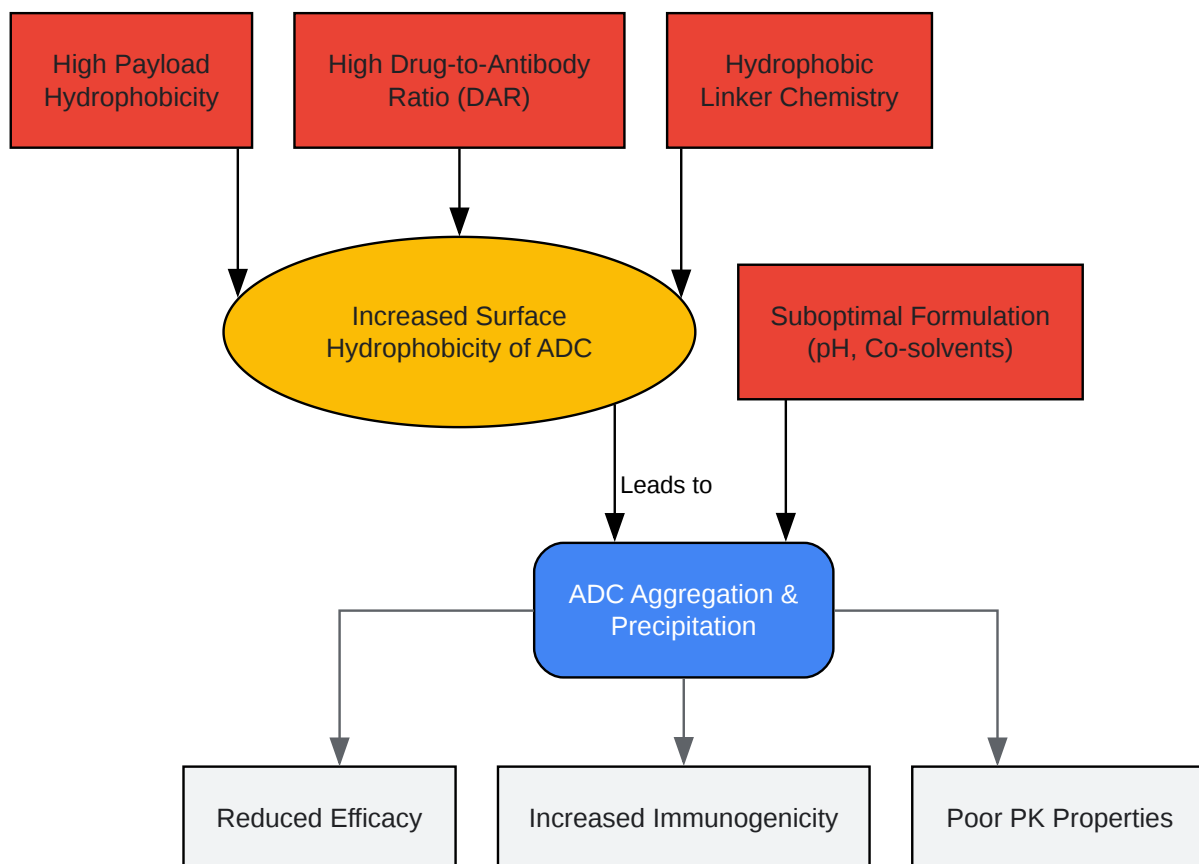 High Payload
Hydrophobicity
High Drug-to-Antibody
Ratio (DAR)
Hydrophobic
Linker Chemistry
Increased Surface
Hydrophobicity of ADC
Suboptimal Formulation
(pH, Co-solvents)
Leads to
ADC Aggregation &
Precipitation
Reduced Efficacy
Increased Immunogenicity
Poor PK Properties